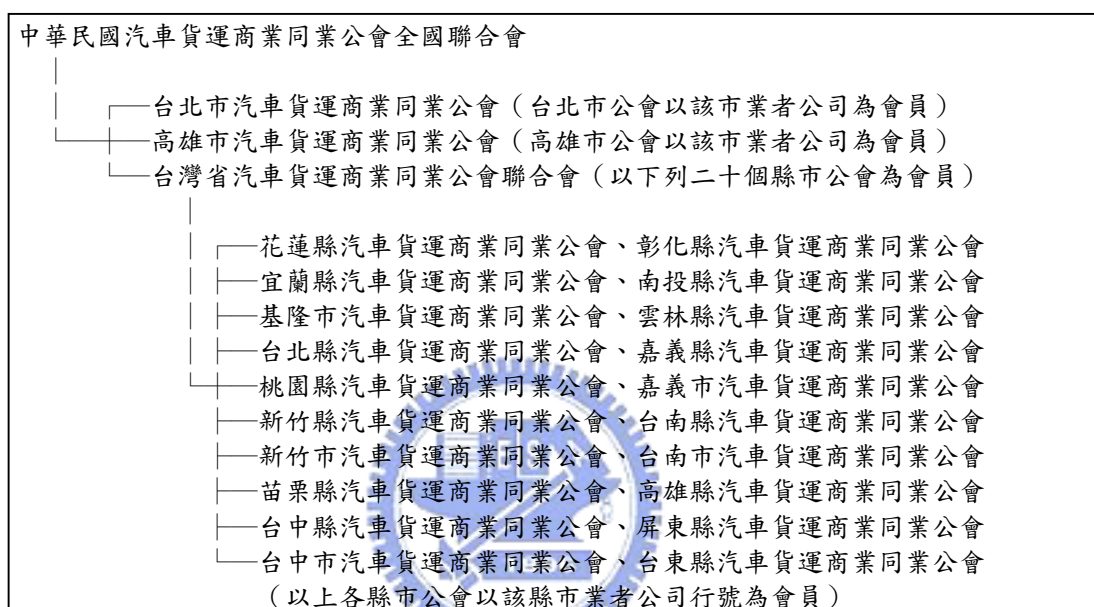 中華民國汽車貨運商業同業公會全國聯合會
台北市汽車貨運商業同業公會（台北市公會以該市業者公司為會員）
高雄市汽車貨運商業同業公會（高雄市公會以該市業者公司為會員）
台灣省汽車貨運商業同業公會聯合會（以下列二十個縣市公會為會員）
花蓮縣汽車貨運商業同業公會、彰化縣汽車貨運商業同業公會
宜蘭縣汽車貨運商業同業公會、南投縣汽車貨運商業同業公會
基隆市汽車貨運商業同業公會、雲林縣汽車貨運商業同業公會
台北縣汽車貨運商業同業公會、嘉義縣汽車貨運商業同業公會
桃園縣汽車貨運商業同業公會、嘉義市汽車貨運商業同業公會
新竹縣汽車貨運商業同業公會、台南縣汽車貨運商業同業公會
新竹市汽車貨運商業同業公會、台南市汽車貨運商業同業公會
苗栗縣汽車貨運商業同業公會、高雄縣汽車貨運商業同業公會
台中縣汽車貨運商業同業公會、屏東縣汽車貨運商業同業公會
台中市汽車貨運商業同業公會、台東縣汽車貨運商業同業公會
（以上各縣市公會以該縣市業者公司行號為會員）